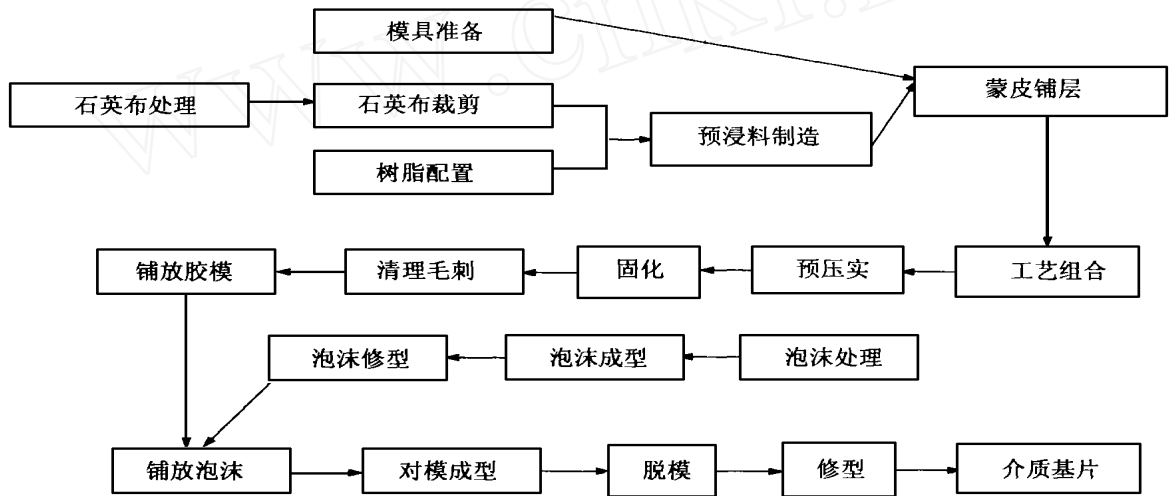 www.cnki.n
模具准备
石英布处理
石英布裁剪
蒙皮铺层
预浸料制造
树脂配置
铺放胶模
清理毛刺
固化
预压实
工艺组合
泡沫修型
泡沫成型
泡沫处理
铺放泡沫
对模成型
脱模
修型
介质基片